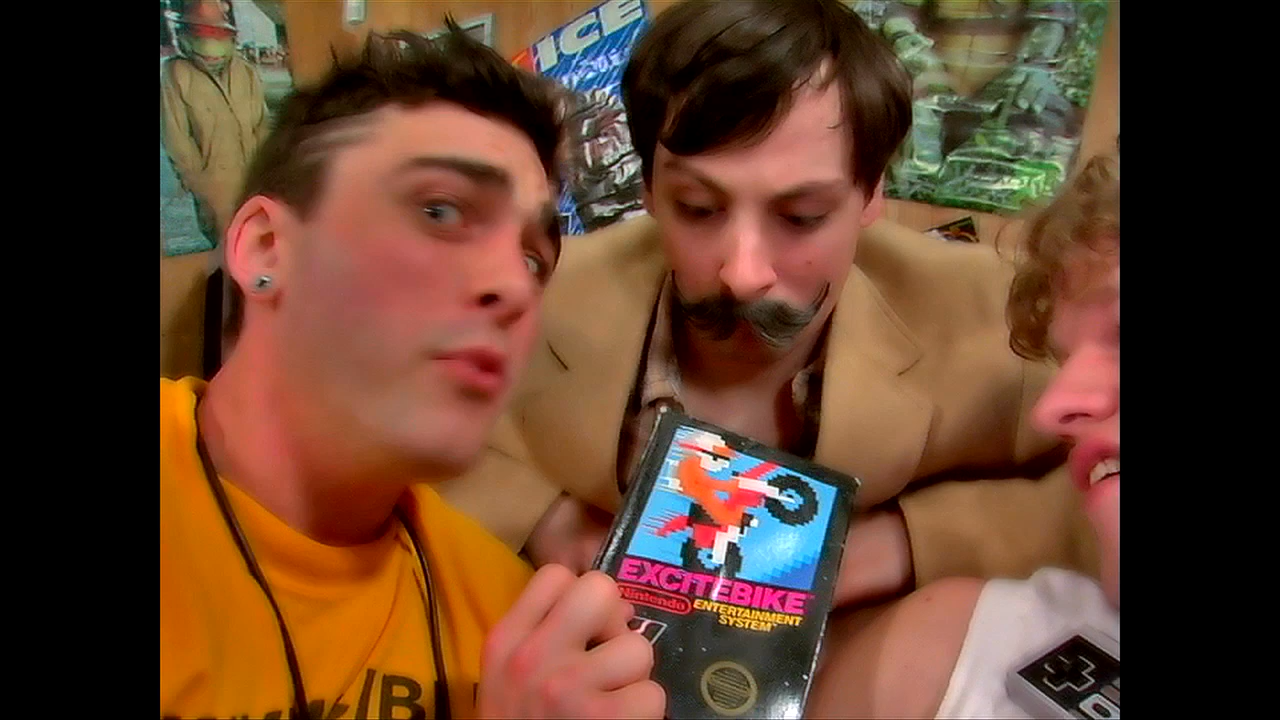 ICE
EXCITEBIKE
Nintendo
ENTERTAINMENT
SYSTEM